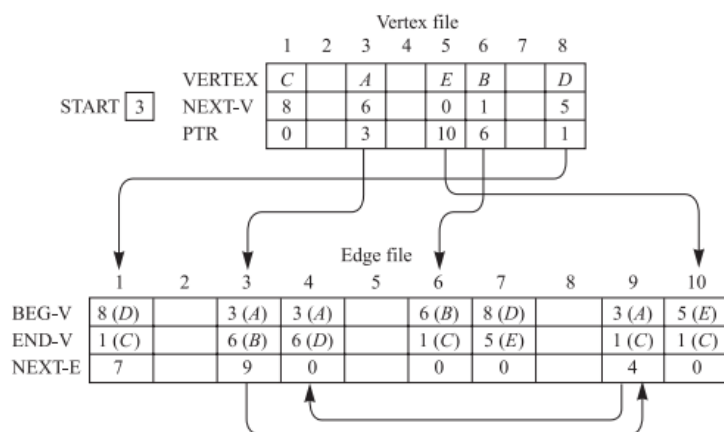 Vertex file
1 2 3 4 5 6 7 8
VERTEX C A E B D
START 3 NEXT-V 8 6 0 1 5
PTR 0 3 10 6 1
Edge file
1 2 3 4 5 6 7 8 9 10
BEG-V 8 (D) 3 (A) 3 (A) 6 (B) 8 (D) 3 (A) 5 (E)
END-V 1 (C) 6 (B) 6 (D) 1 (C) 5 (E) 1 (C) 1 (C)
NEXT-E 7 9 0 0 0 4 0